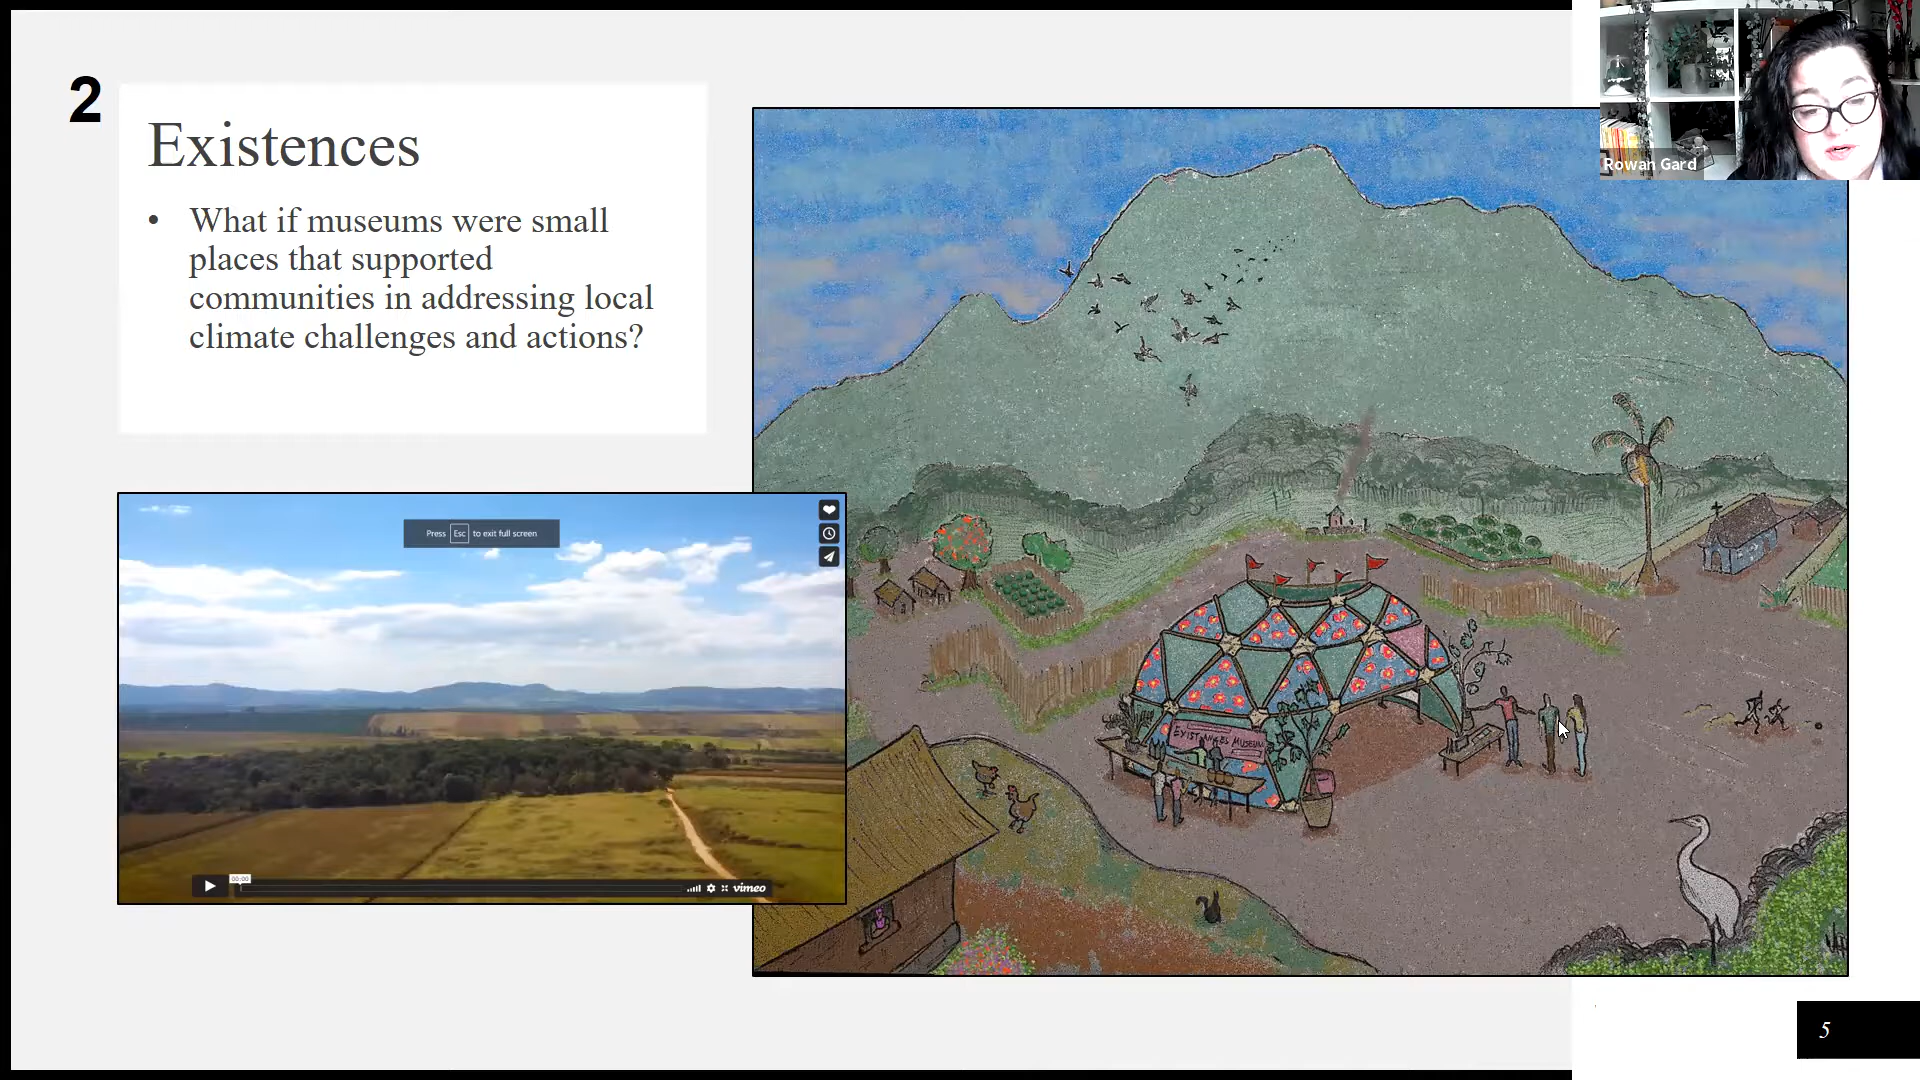 2
Existences
• What if museums were small
places that supported
communities in addressing local
climate challenges and actions?
Rowan Gard
Press Esc to exit full screen
00:00
vimeo
EXISTANCES MUSEUM
5